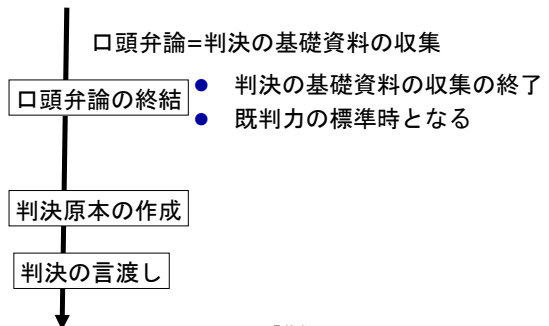 口頭弁論=判決の基礎資料の収集
口頭弁論の終結
● 判決の基礎資料の収集の終了
● 既判力の標準時となる
判決原本の作成
判決の言渡し